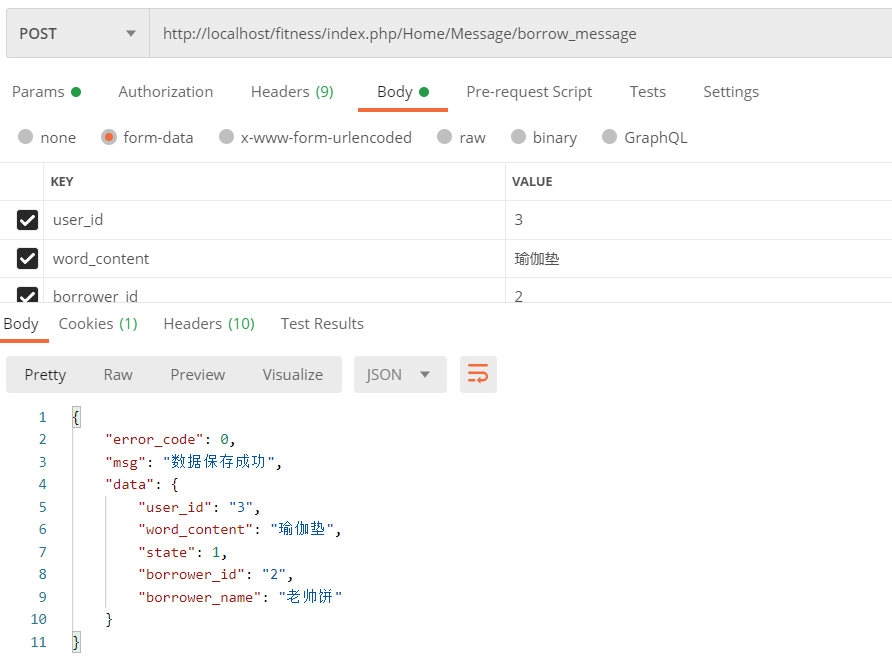 POST http://localhost/fitness/index.php/Home/Message/borrow_message
Params Authorization Headers (9) Body Pre-request Script Tests Settings
none form-data x-www-form-urlencoded raw binary GraphQL
KEY VALUE
user_id 3
word_content 瑜伽垫
borrower_id 2
Body Cookies (1) Headers (10) Test Results
Pretty Raw Preview Visualize JSON
1 {
2 "error_code": 0,
3 "msg": "数据保存成功",
4 "data": {
5 "user_id": "3",
6 "word_content": "瑜伽垫",
7 "state": 1,
8 "borrower_id": "2",
9 "borrower_name": "老帅饼"
10 }
11 }